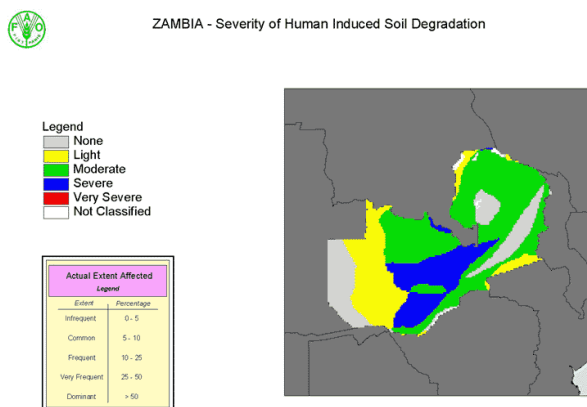 FAO
ZAMBIA - Severity of Human Induced Soil Degradation
Legend
None
Light
Moderate
Severe
Very Severe
Not Classified
Actual Extent Affected
Legend
Extent Percentage
Infrequent 0 - 5
Common 5 - 10
Frequent 10 - 25
Very Frequent 25 - 50
Dominant > 50